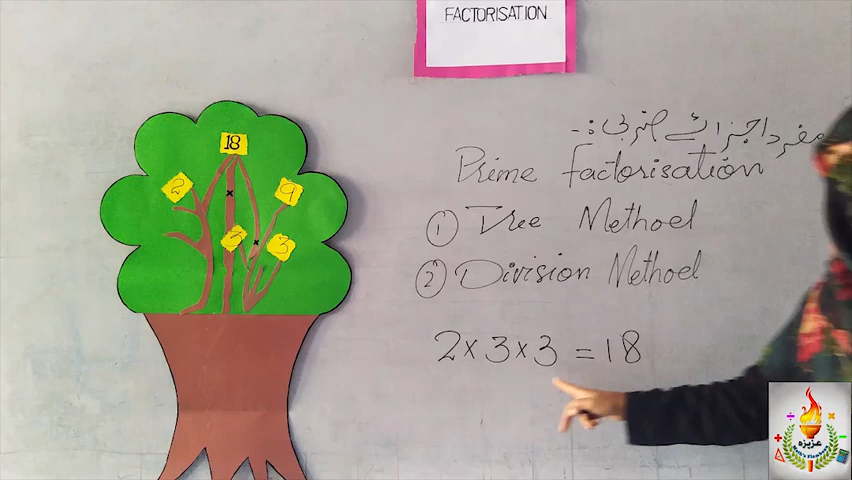 FACTORISATION
مفرد اجزائے ضربی :-
Prime factorisation
① Tree Method
② Division Method
2 × 3 × 3 = 18
18
2 × 9
3 × 3
عزیزہ